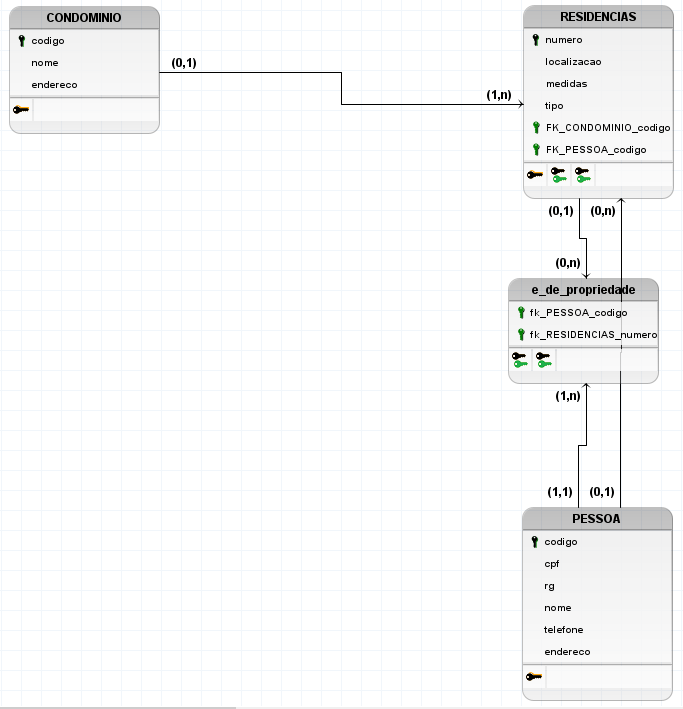 CONDOMINIO
codigo
nome
endereco
(0,1)
(1,n)
RESIDENCIAS
numero
localizacao
medidas
tipo
FK_CONDOMINIO_codigo
FK_PESSOA_codigo
(0,1)
(0,n)
(0,n)
e_de_propriedade
fk_PESSOA_codigo
fk_RESIDENCIAS_numero
(1,n)
(1,1)
(0,1)
PESSOA
codigo
cpf
rg
nome
telefone
endereco